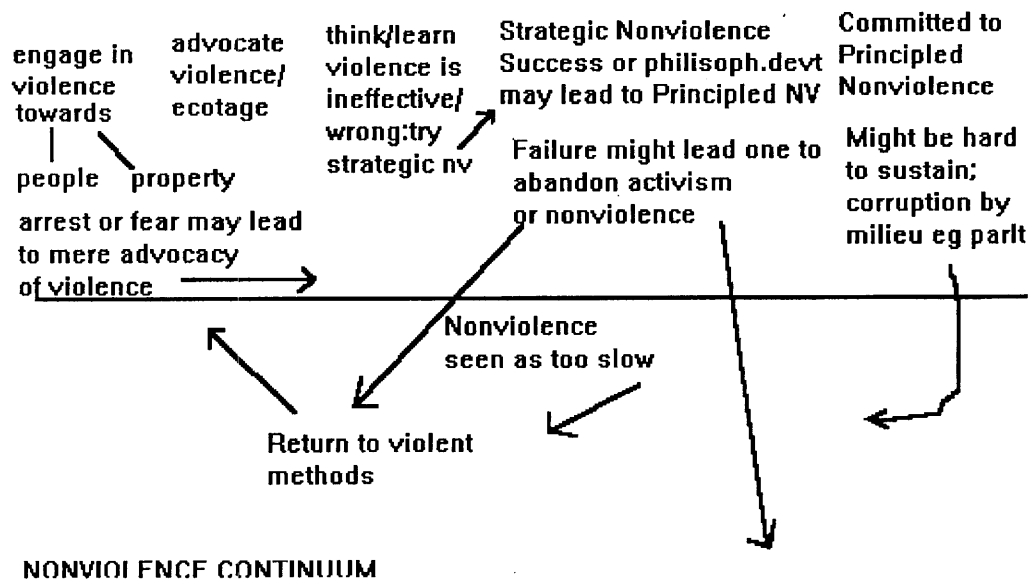 engage in
violence
towards
people property
arrest or fear may lead
to mere advocacy
of violence
advocate
violence/
ecotage
think/learn
violence is
ineffective/
wrong:try
strategic nv
Strategic Nonviolence
Success or philisoph.devt
may lead to Principled NV
Failure might lead one to
abandon activism
or nonviolence
Committed to
Principled
Nonviolence
Might be hard
to sustain;
corruption by
milieu eg parlt
Nonviolence
seen as too slow
Return to violent
methods
NONVIOLENCE CONTINUUM